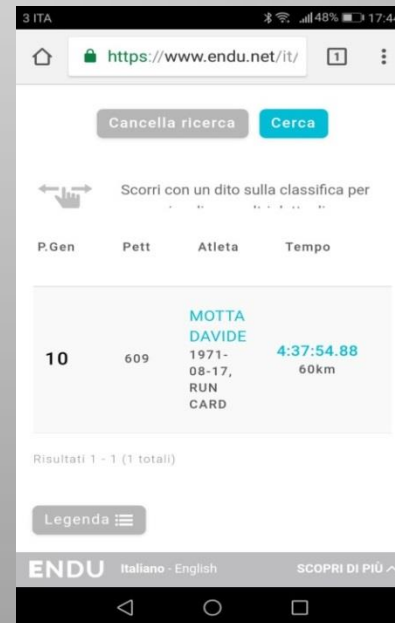 3 ITA 48% 17:44
https://www.endu.net/it/ 1
Cancella ricerca Cerca
Scorri con un dito sulla classifica per
P.Gen Pett Atleta Tempo
MOTTA
DAVIDE
10 609 1971- 4:37:54.88
08-17, 60km
RUN
CARD
Risultati 1 - 1 (1 totali)
Legenda
ENDU Italiano - English SCOPRI DI PIÙ